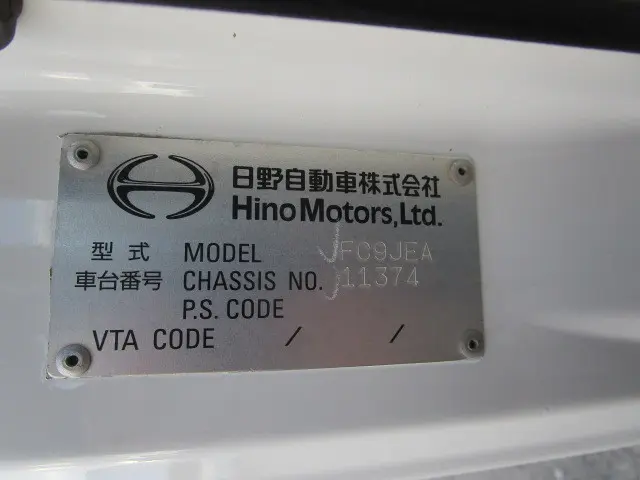 日野自動車株式会社
Hino Motors, Ltd.
型式 MODEL FC9JEA
車台番号 CHASSIS NO. 11374
P.S. CODE
VTA CODE / /